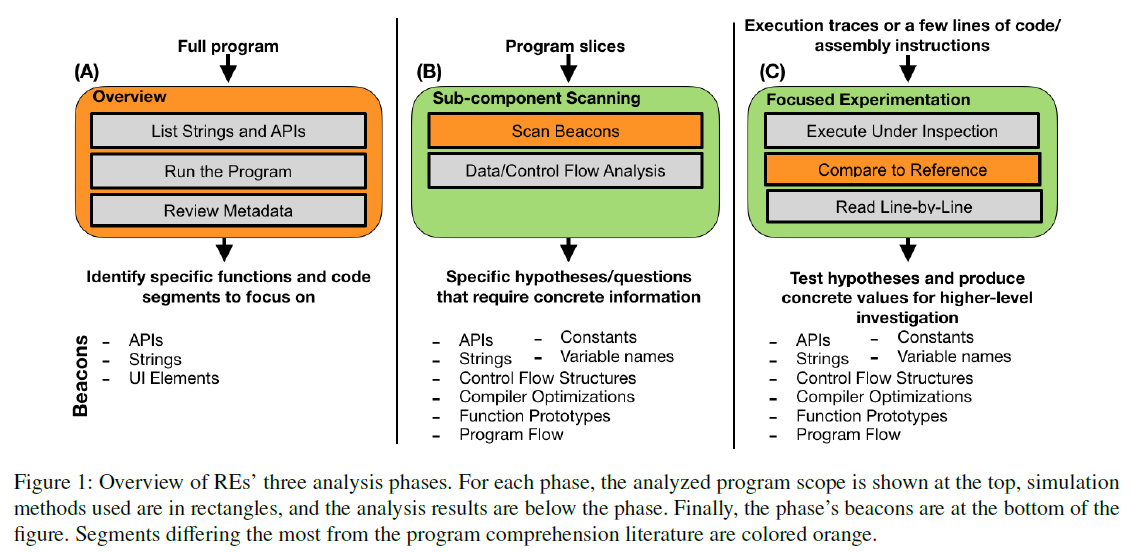 Full program
(A)
Overview
List Strings and APIs
Run the Program
Review Metadata
Identify specific functions and code
segments to focus on
Program slices
(B)
Sub-component Scanning
Scan Beacons
Data/Control Flow Analysis
Specific hypotheses/questions
that require concrete information
Execution traces or a few lines of code/
assembly instructions
(C)
Focused Experimentation
Execute Under Inspection
Compare to Reference
Read Line-by-Line
Test hypotheses and produce
concrete values for higher-level
investigation
Beacons
- APIs
- Strings
- UI Elements
- APIs - Constants
- Strings - Variable names
- Control Flow Structures
- Compiler Optimizations
- Function Prototypes
- Program Flow
- APIs - Constants
- Strings - Variable names
- Control Flow Structures
- Compiler Optimizations
- Function Prototypes
- Program Flow
Figure 1: Overview of REs' three analysis phases. For each phase, the analyzed program scope is shown at the top, simulation
methods used are in rectangles, and the analysis results are below the phase. Finally, the phase's beacons are at the bottom of the
figure. Segments differing the most from the program comprehension literature are colored orange.